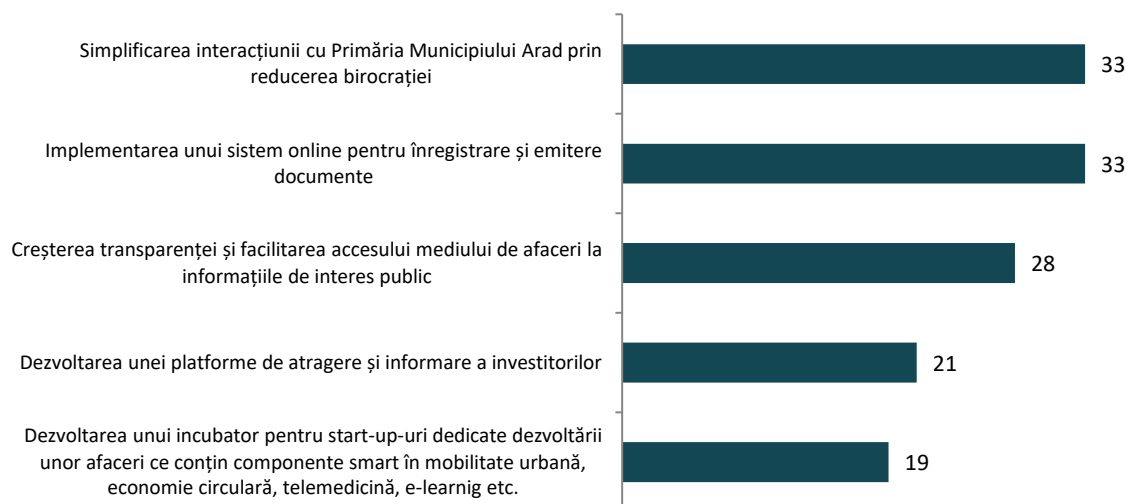 Simplificarea interacțiunii cu Primăria Municipiului Arad prin
reducerea birocrației
33
Implementarea unui sistem online pentru înregistrare și emitere
documente
33
Creșterea transparenței și facilitarea accesului mediului de afaceri la
informațiile de interes public
28
Dezvoltarea unei platforme de atragere și informare a investitorilor
21
Dezvoltarea unui incubator pentru start-up-uri dedicate dezvoltării
unor afaceri ce conțin componente smart în mobilitate urbană,
economie circulară, telemedicină, e-learnig etc.
19